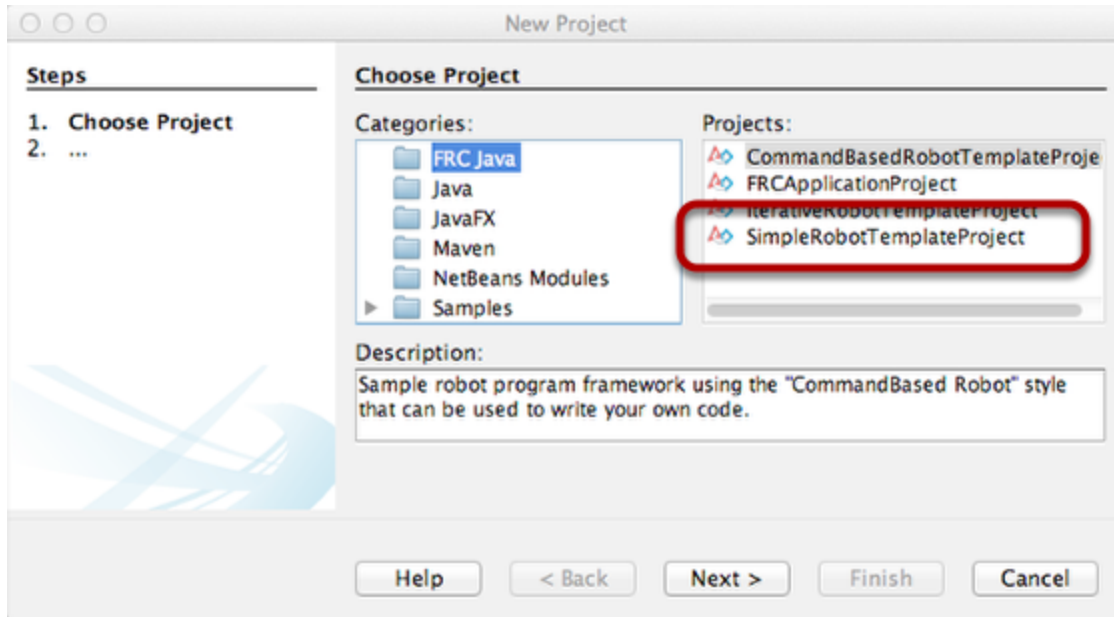 New Project
Steps
1. Choose Project
2. ...
Choose Project
Categories:
FRC Java
Java
JavaFX
Maven
NetBeans Modules
Samples
Projects:
CommandBasedRobotTemplateProje
FRCApplicationProject
IterativeRobotTemplateProject
SimpleRobotTemplateProject
Description:
Sample robot program framework using the "CommandBased Robot" style
that can be used to write your own code.
Help
< Back
Next >
Finish
Cancel